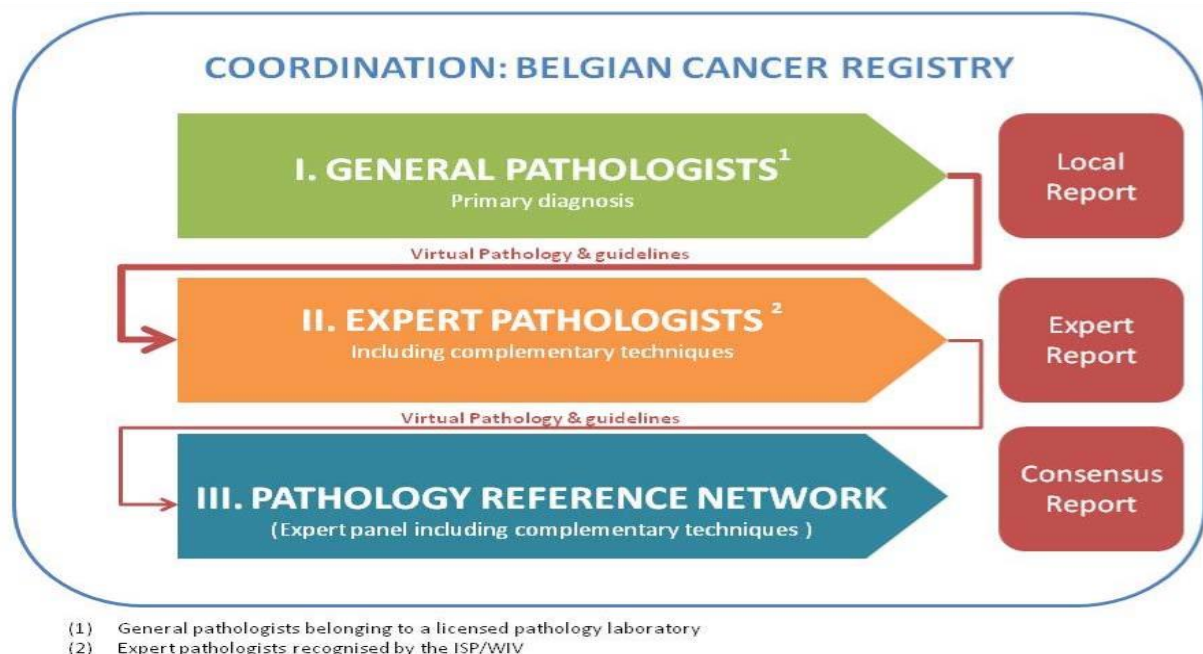 COORDINATION: BELGIAN CANCER REGISTRY
I. GENERAL PATHOLOGISTS 1
Primary diagnosis
Local
Report
Virtual Pathology & guidelines
II. EXPERT PATHOLOGISTS 2
Including complementary techniques
Expert
Report
Virtual Pathology & guidelines
III. PATHOLOGY REFERENCE NETWORK
(Expert panel including complementary techniques )
Consensus
Report
(1) General pathologists belonging to a licensed pathology laboratory
(2) Expert pathologists recognised by the ISP/WIV